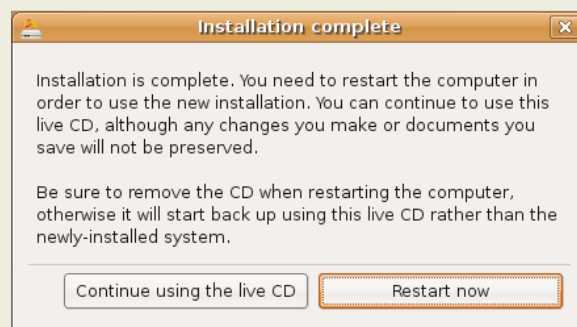 Installation complete
Installation is complete. You need to restart the computer in
order to use the new installation. You can continue to use this
live CD, although any changes you make or documents you
save will not be preserved.
Be sure to remove the CD when restarting the computer,
otherwise it will start back up using this live CD rather than the
newly-installed system.
Continue using the live CD
Restart now